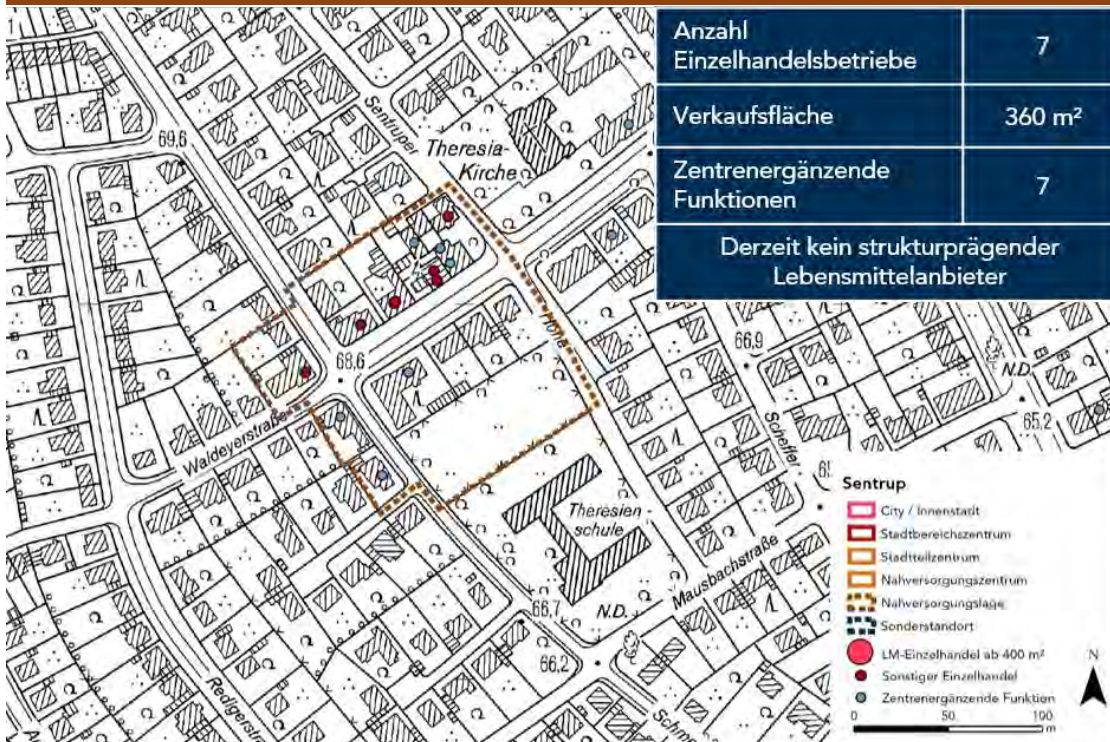 Anzahl
Einzelhandelsbetriebe
7
Verkaufsfläche
360 m²
Zentrenergänzende
Funktionen
7
Derzeit kein strukturprägender
Lebensmittelanbieter
69,6
Sentruper
Theresia-
Kirche
Höhe
68,6
66,9
N.D.
65,2
Waldeyerstraße
Scheffer
Theresien
schule
Mausbachstraße
N.D.
66,7
66,2
Sentrup
City / Innenstadt
Stadtbereichszentrum
Stadtteilzentrum
Nahversorgungszentrum
Nahversorgungslage
Sonderstandort
LM-Einzelhandel ab 400 m²
Sonstiger Einzelhandel
Zentrenergänzende Funktion
N
0 50 100
m